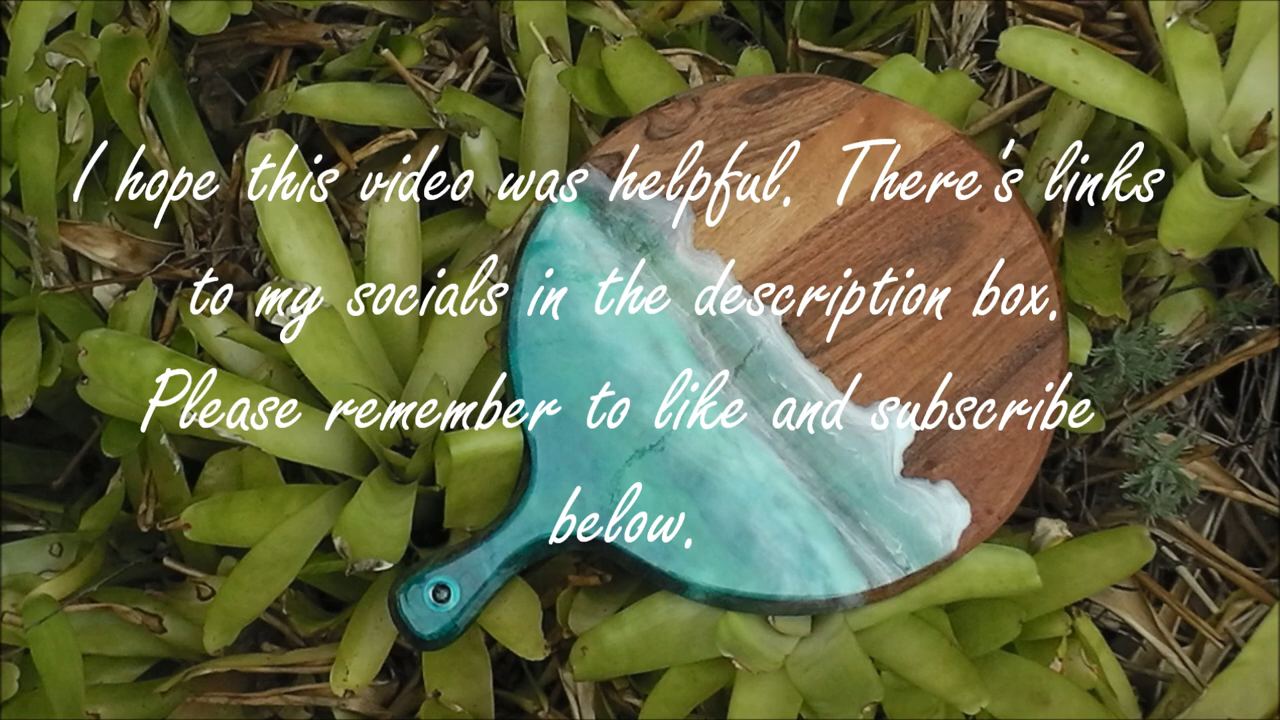 I hope this video was helpful. There's links
to my socials in the description box.
Please remember to like and subscribe
below.